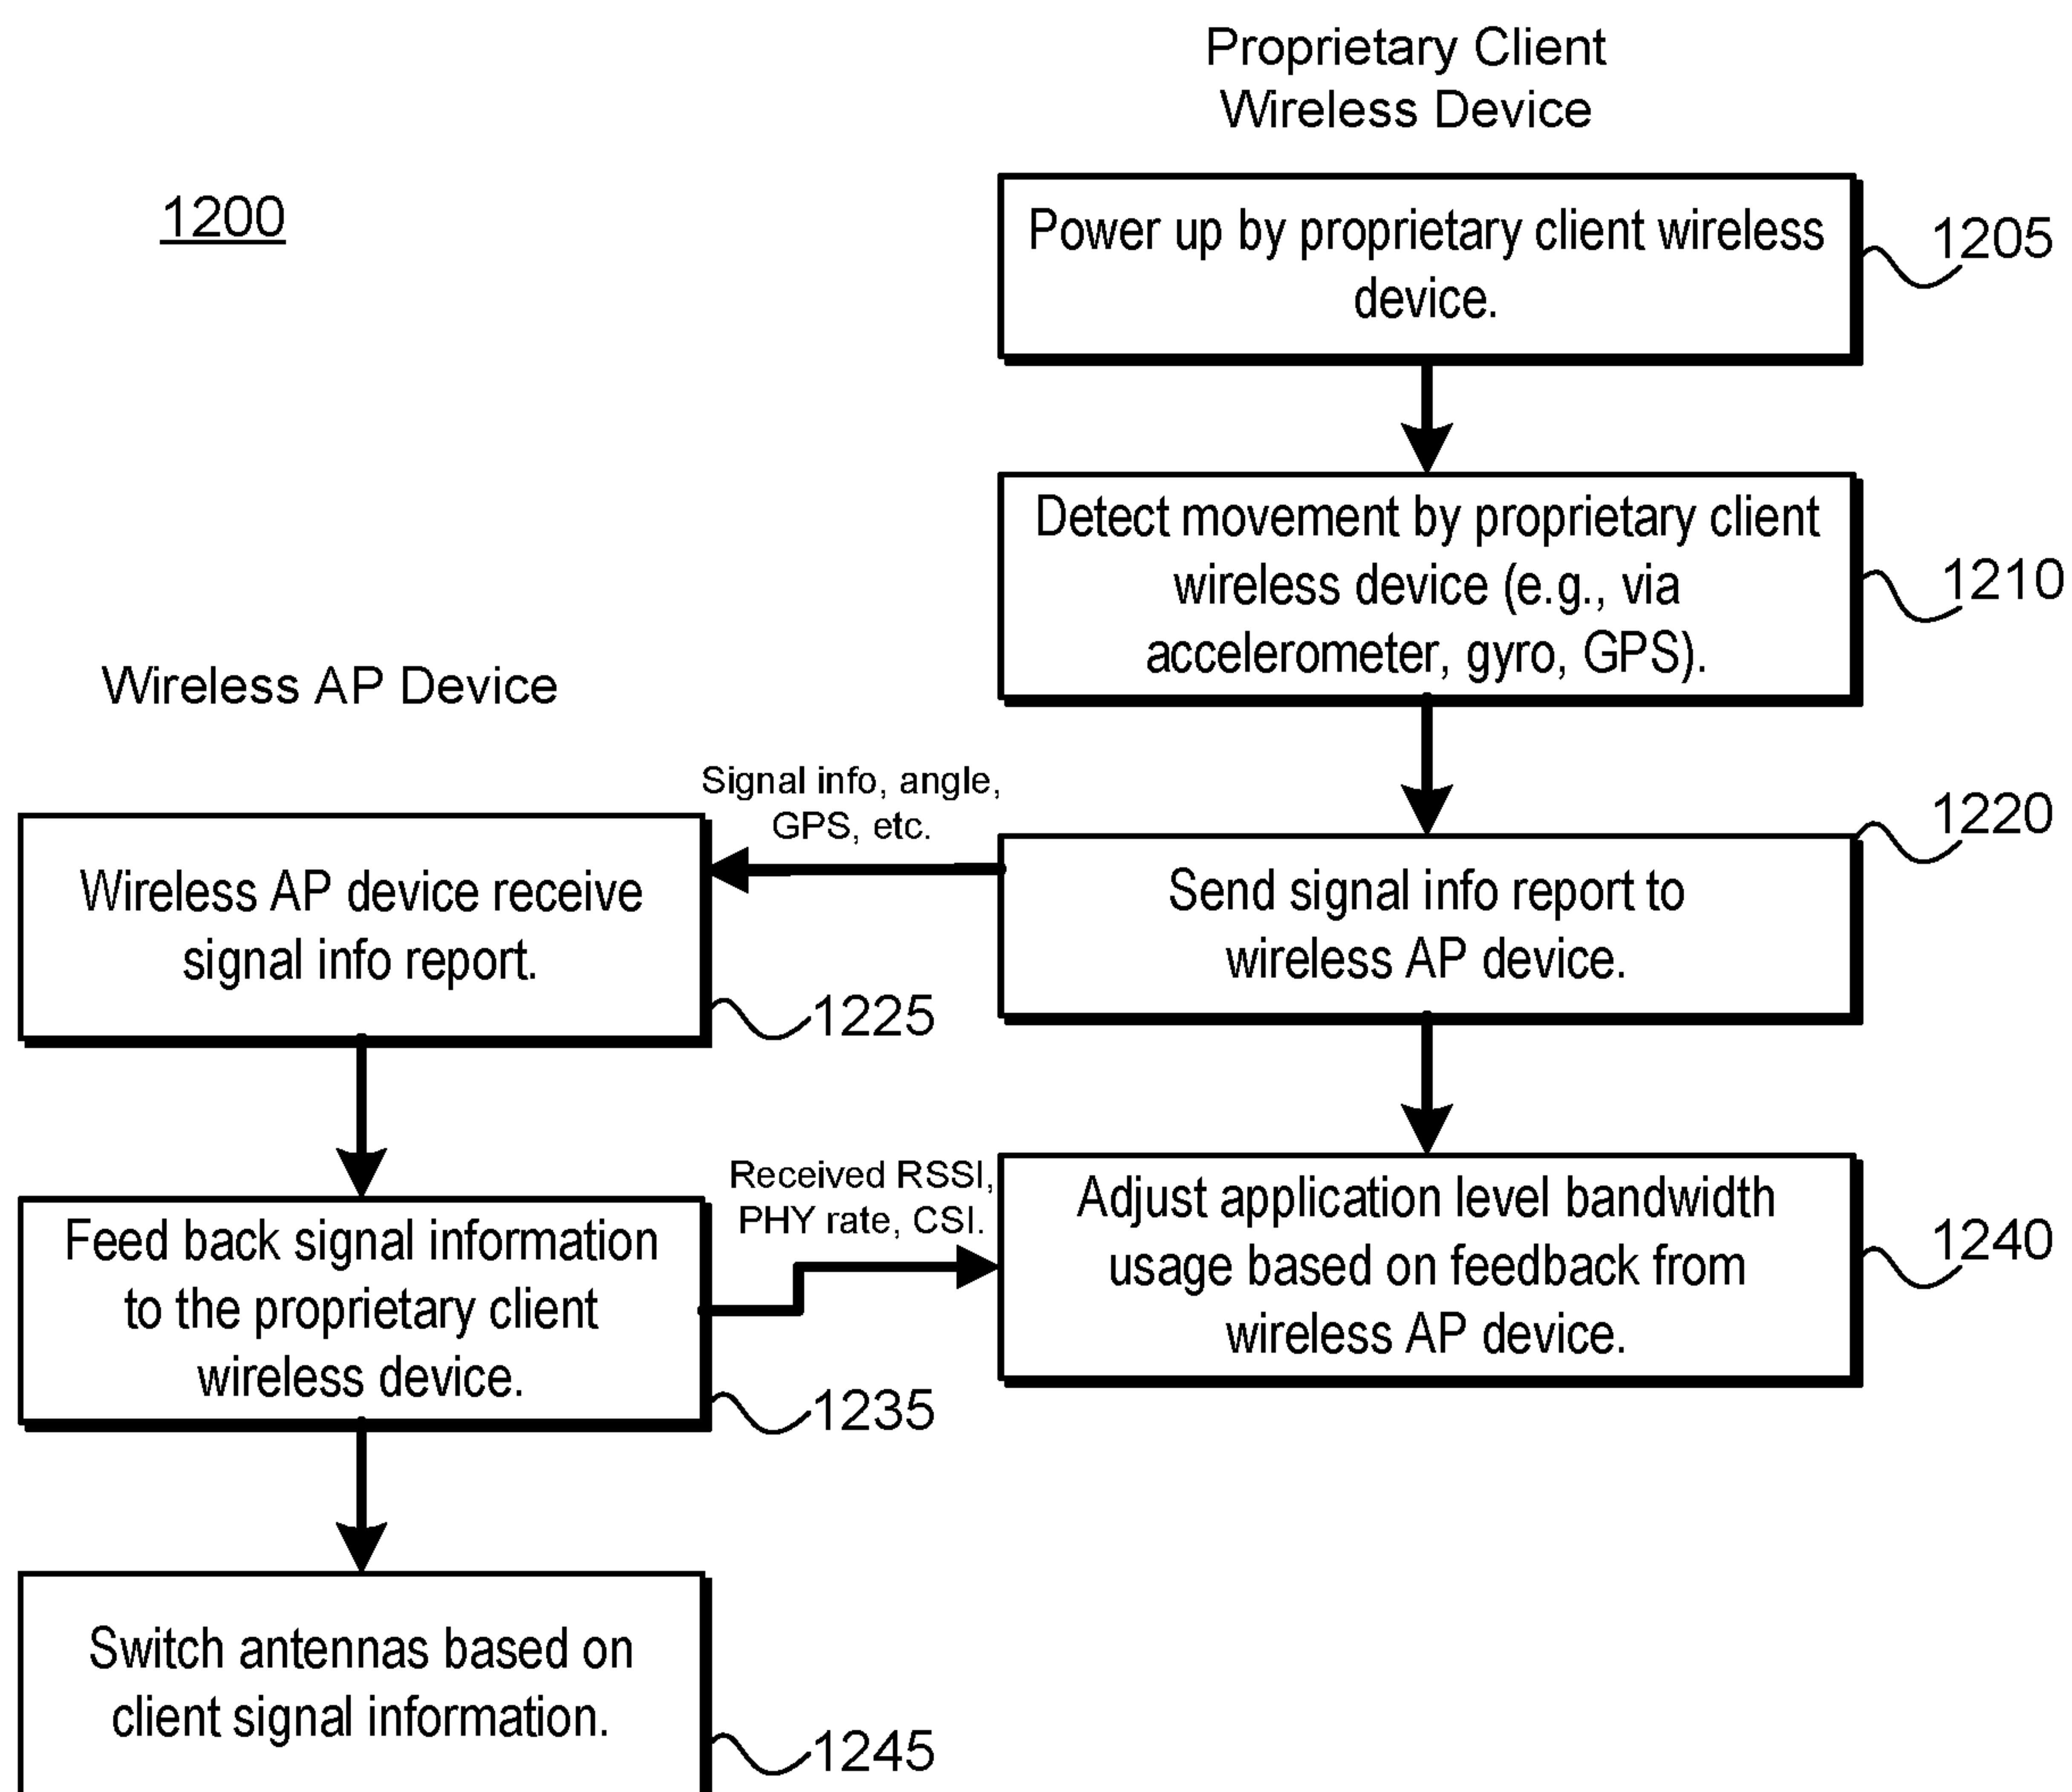 Proprietary Client
Wireless Device
1200
Power up by proprietary client wireless
device.
1205
Detect movement by proprietary client
wireless device (e.g., via
accelerometer, gyro, GPS).
1210
Wireless AP Device
Signal info, angle,
GPS, etc.
1220
Send signal info report to
wireless AP device.
Wireless AP device receive
signal info report.
1225
Received RSSI,
PHY rate, CSI.
Adjust application level bandwidth
usage based on feedback from
wireless AP device.
1240
Feed back signal information
to the proprietary client
wireless device.
1235
Switch antennas based on
client signal information.
1245